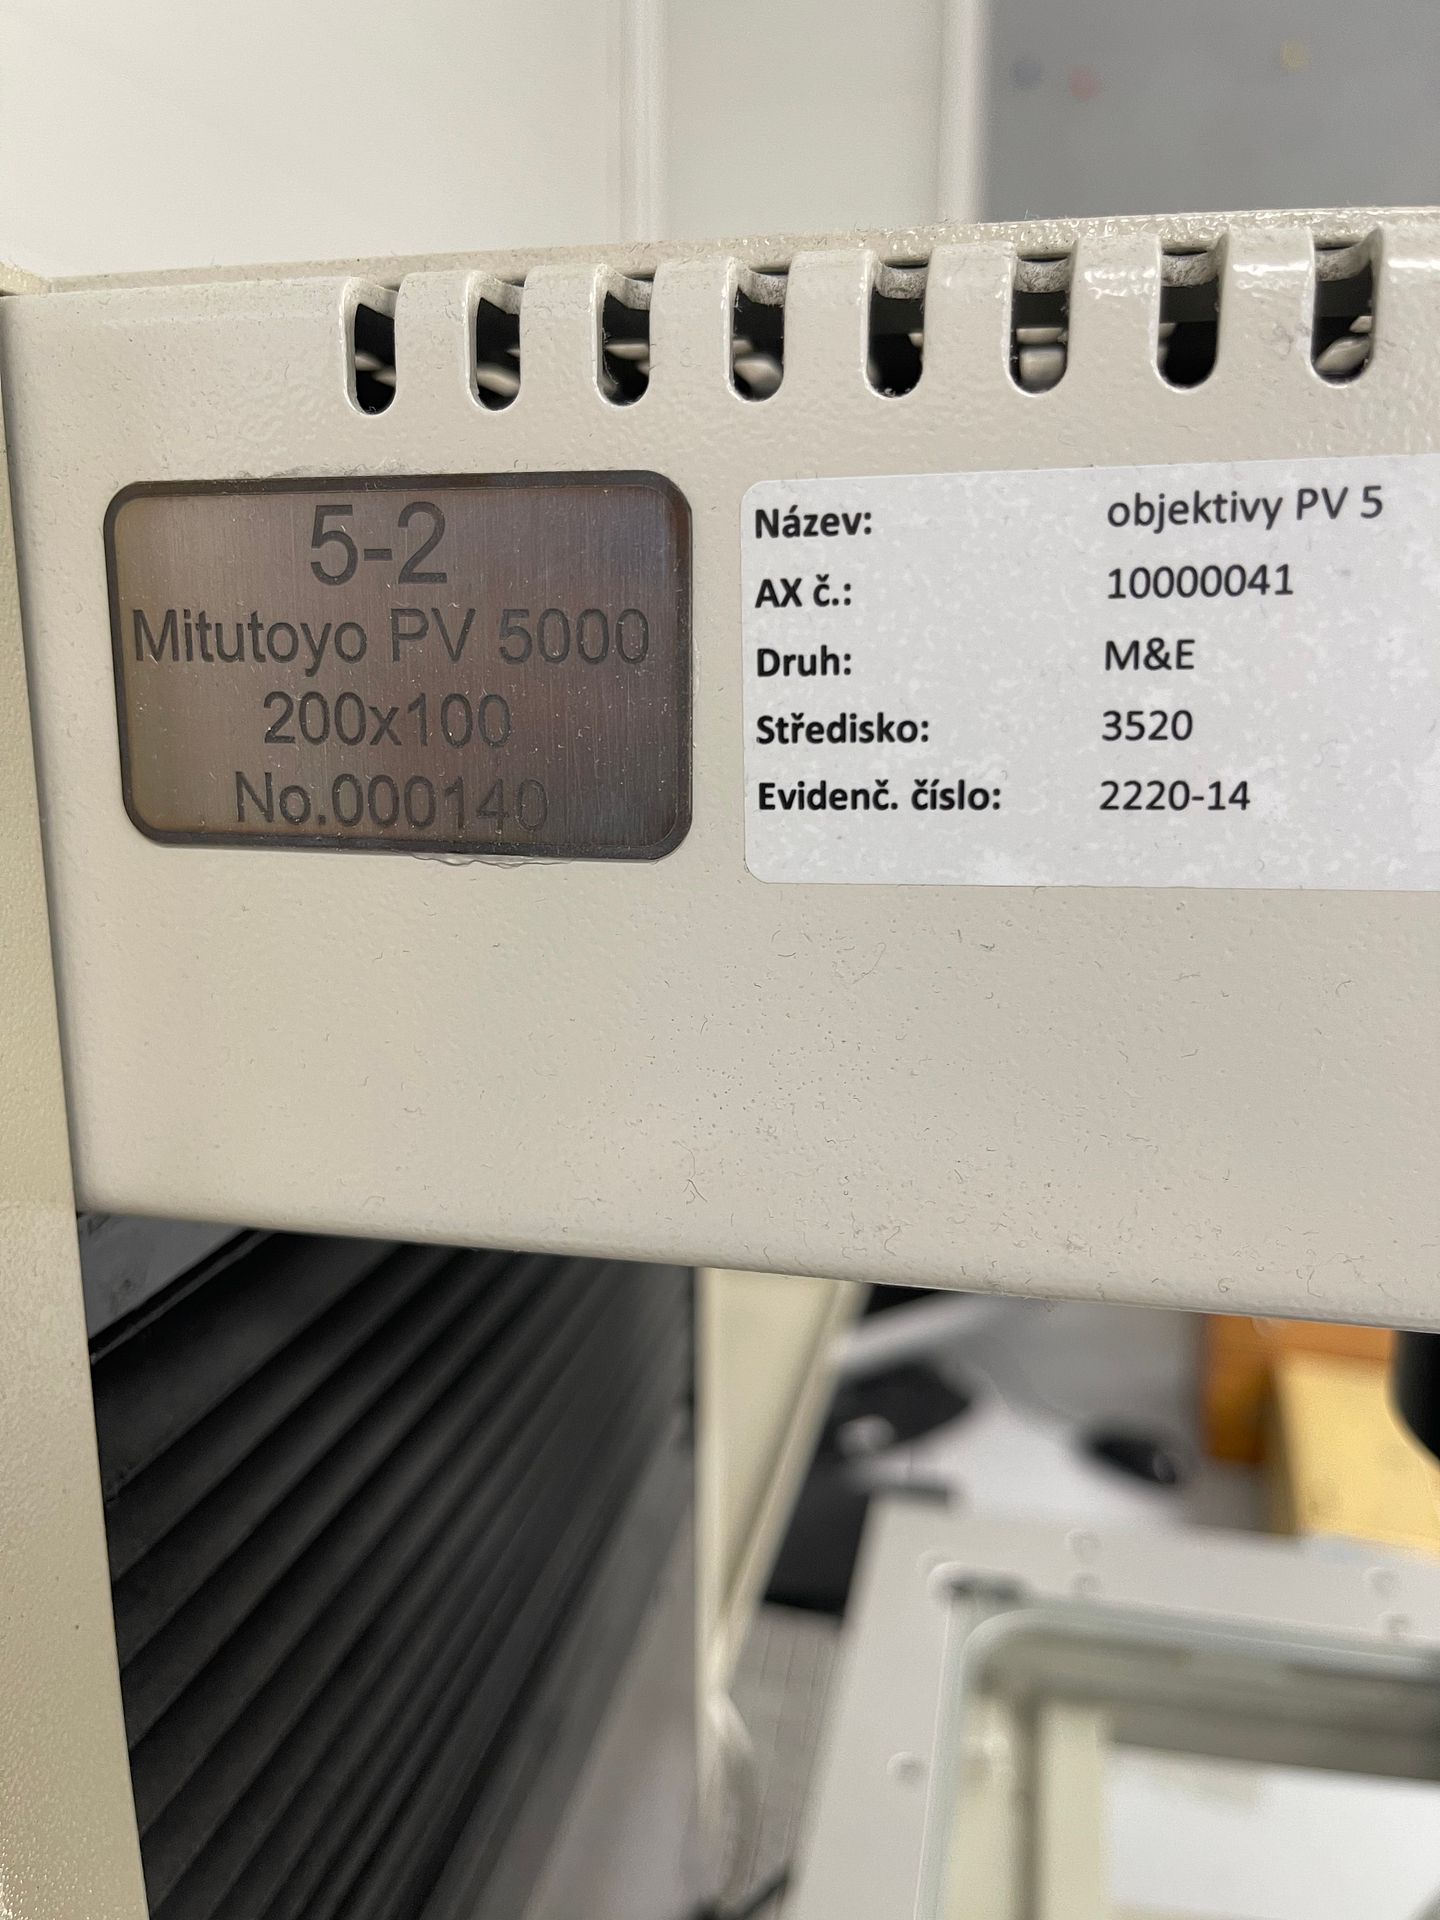 5-2
Mitutoyo PV 5000
200x100
No.000140
Název: objektivy PV 5
AX č.: 10000041
Druh: M&E
Středisko: 3520
Evidenč. číslo: 2220-14